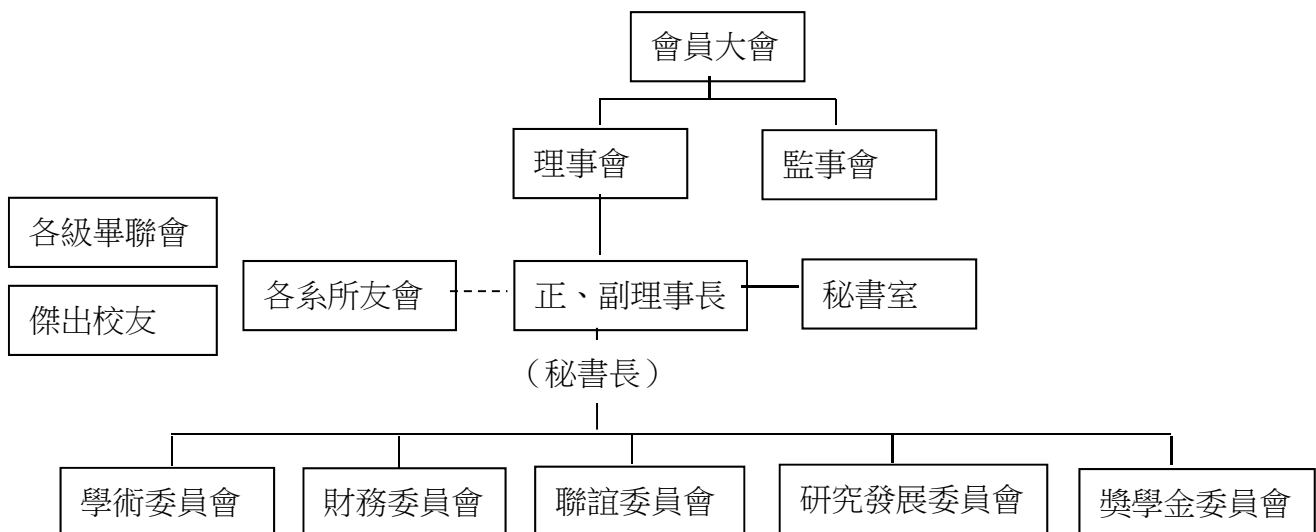 會員大會
理事會
監事會
各級畢聯會
各系所友會
正、副理事長
秘書室
傑出校友
（秘書長）
學術委員會
財務委員會
聯誼委員會
研究發展委員會
獎學金委員會